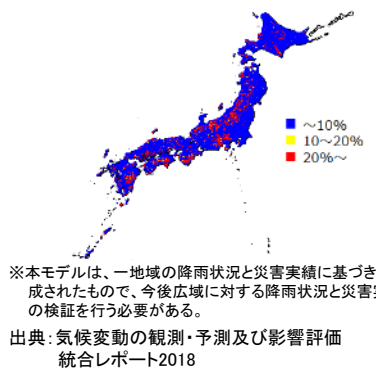 ～10%
10～20%
20%～
※本モデルは、一地域の降雨状況と災害実績に基づき
成されたもので、今後広域に対する降雨状況と災害実
の検証を行う必要がある。
出典：気候変動の観測・予測及び影響評価
統合レポート2018